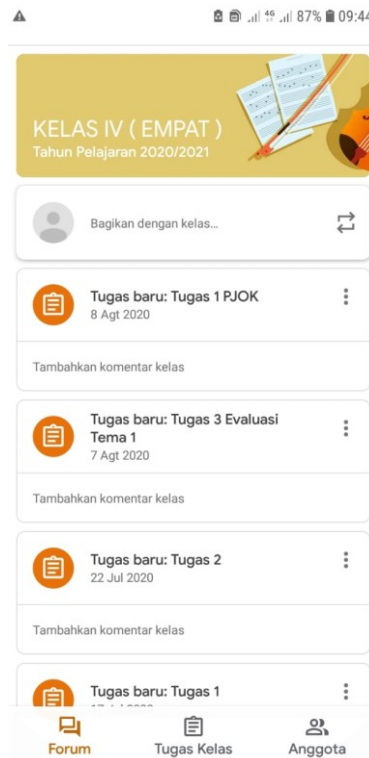 87% 09:44
KELAS IV ( EMPAT )
Tahun Pelajaran 2020/2021
Bagikan dengan kelas...
Tugas baru: Tugas 1 PJOK
8 Agt 2020
Tambahkan komentar kelas
Tugas baru: Tugas 3 Evaluasi
Tema 1
7 Agt 2020
Tambahkan komentar kelas
Tugas baru: Tugas 2
22 Jul 2020
Tambahkan komentar kelas
Tugas baru: Tugas 1
Forum Tugas Kelas Anggota